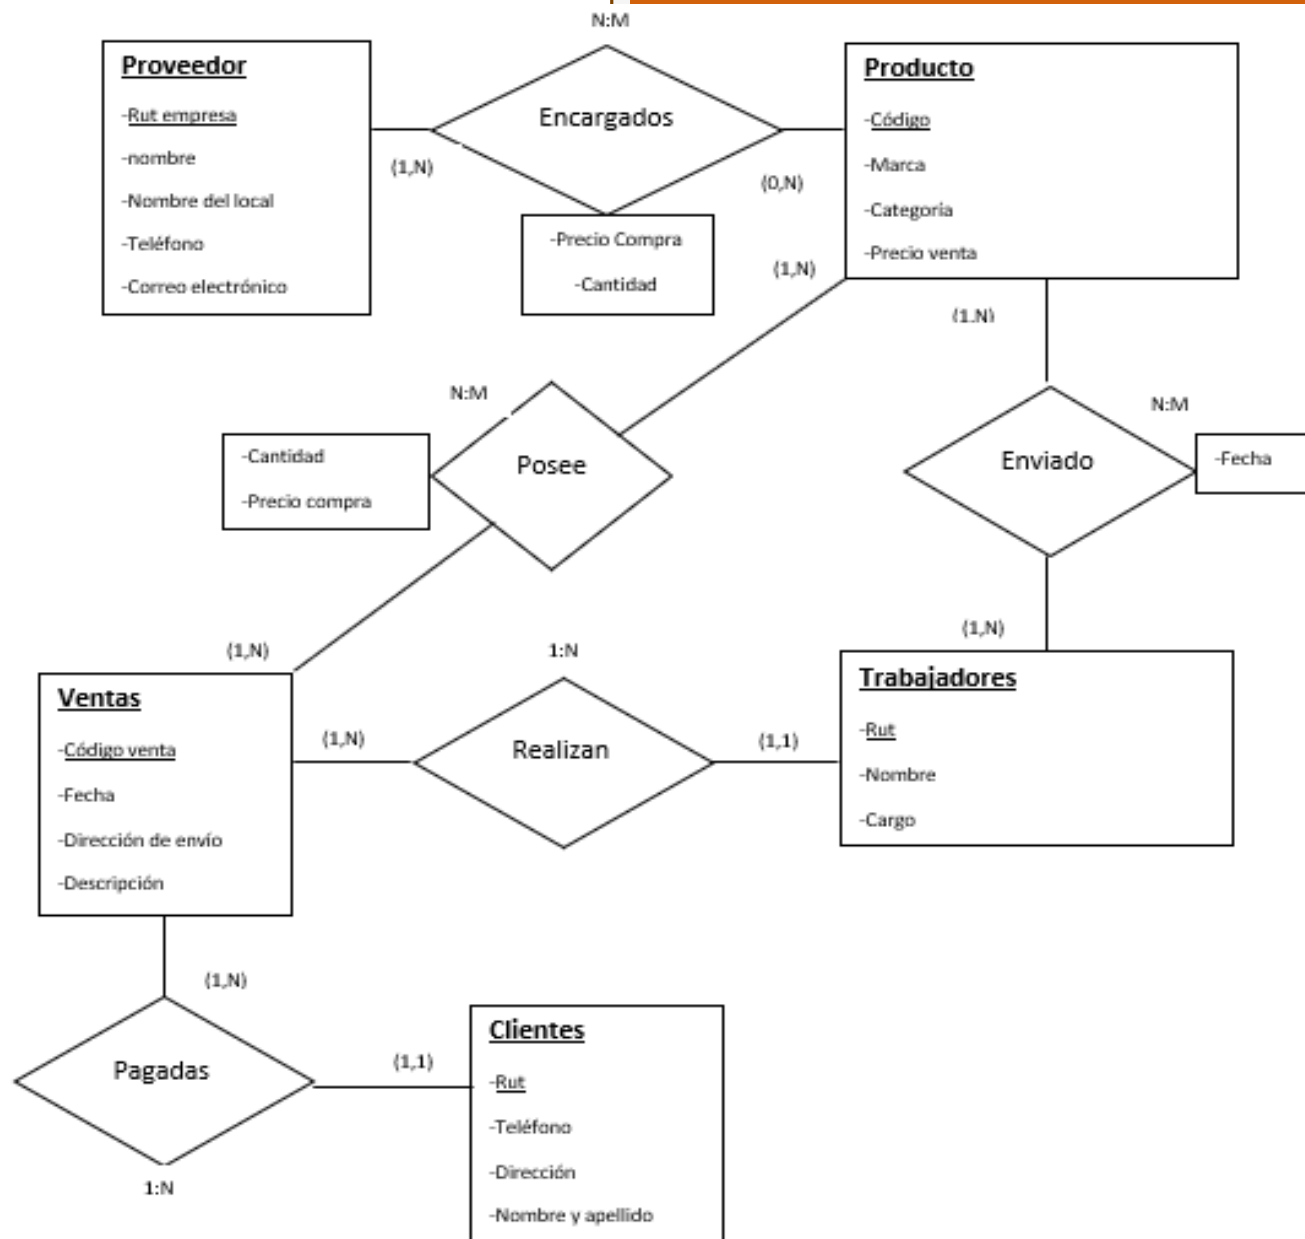 N:M
Proveedor
-Rut empresa
-nombre
-Nombre del local
-Teléfono
-Correo electrónico
(1,N)
Encargados
(0,N)
-Precio Compra
-Cantidad
Producto
-Código
-Marca
-Categoría
-Precio venta
(1,N)
(1,N)
N:M
-Cantidad
-Precio compra
Posee
N:M
Enviado
-Fecha
(1,N)
(1,N)
1:N
Ventas
-Código venta
-Fecha
-Dirección de envío
-Descripción
(1,N)
Realizan
(1,1)
Trabajadores
-Rut
-Nombre
-Cargo
(1,N)
Pagadas
1:N
(1,1)
Clientes
-Rut
-Teléfono
-Dirección
-Nombre y apellido